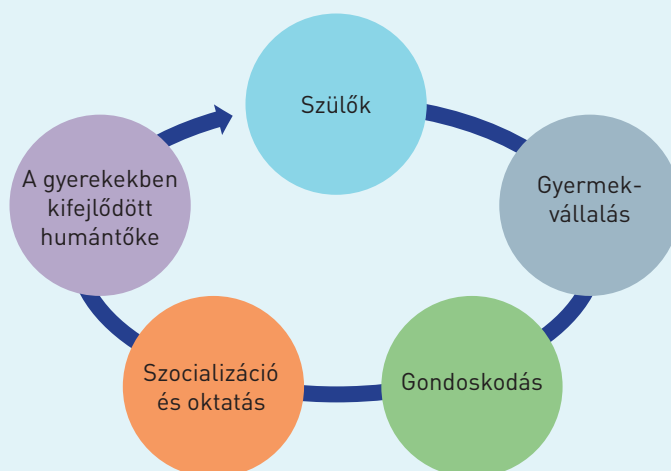 Szülők
Gyermek-
vállalás
Gondoskodás
Szocializáció
és oktatás
A gyerekekben
kifejlődött
humántőke